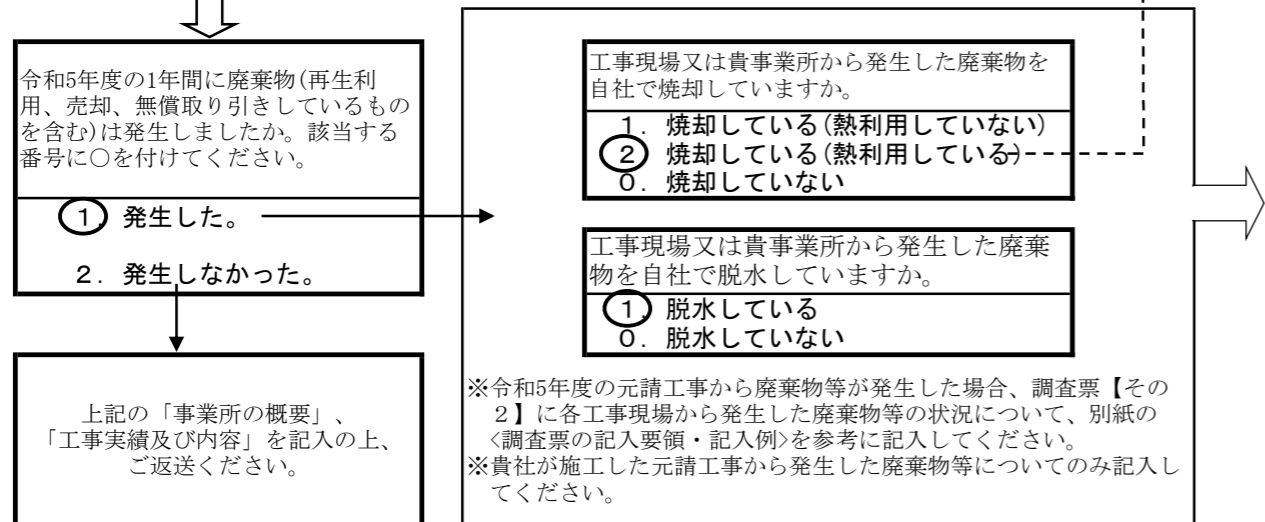 令和5年度の1年間に廃棄物(再生利
用、売却、無償取り引きしているもの
を含む)は発生しましたか。該当する
番号に○を付けてください。
1．発生した。
2．発生しなかった。
上記の「事業所の概要」、
「工事実績及び内容」を記入の上、
ご返送ください。
工事現場又は貴事業所から発生した廃棄物を
自社で焼却していますか。
1．焼却している(熱利用していない)
2 焼却している(熱利用している)
0．焼却していない
工事現場又は貴事業所から発生した廃棄
物を自社で脱水していますか。
1．脱水している
0．脱水していない
※令和5年度の元請工事から廃棄物等が発生した場合、調査票【その
2】に各工事現場から発生した廃棄物等の状況について、別紙の
<調査票の記入要領・記入例>を参考に記入してください。
※貴社が施工した元請工事から発生した廃棄物等についてのみ記入し
てください。